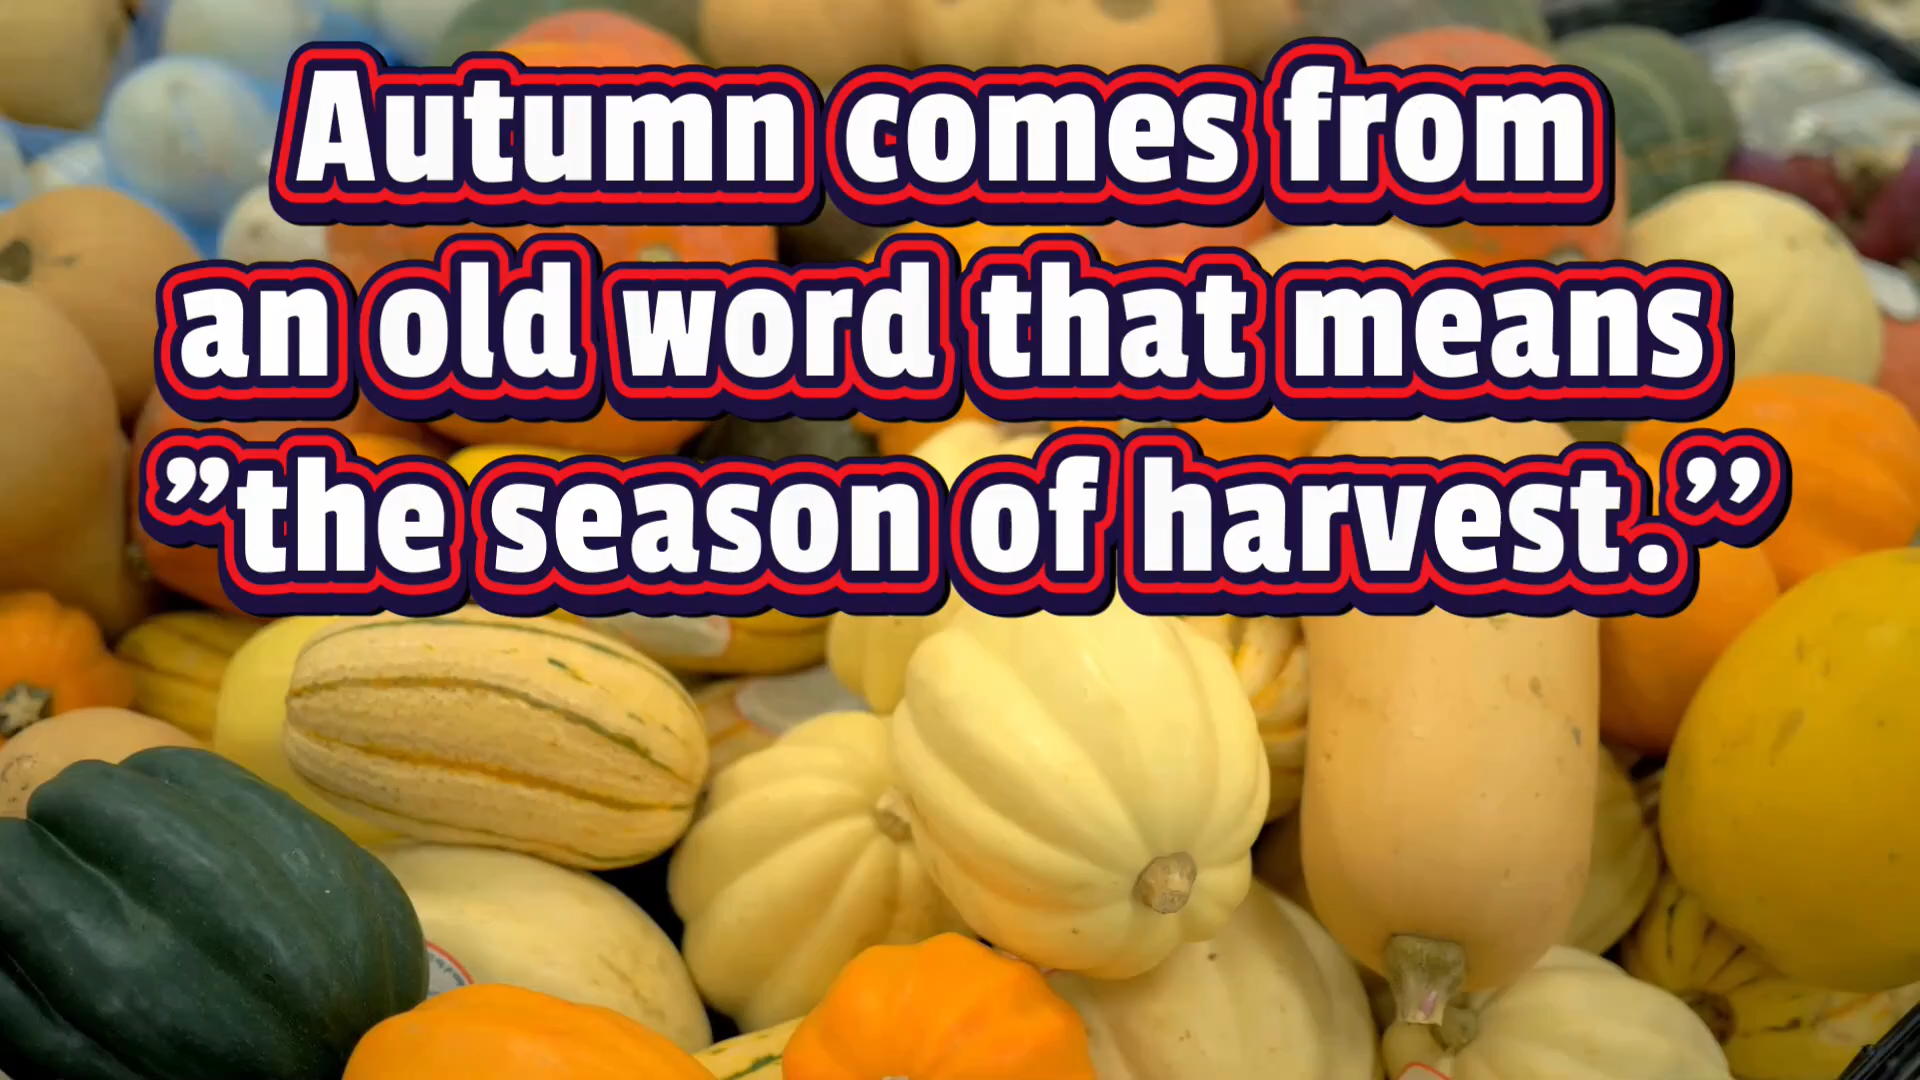 Autumn comes from
an old word that means
”the season of harvest.”